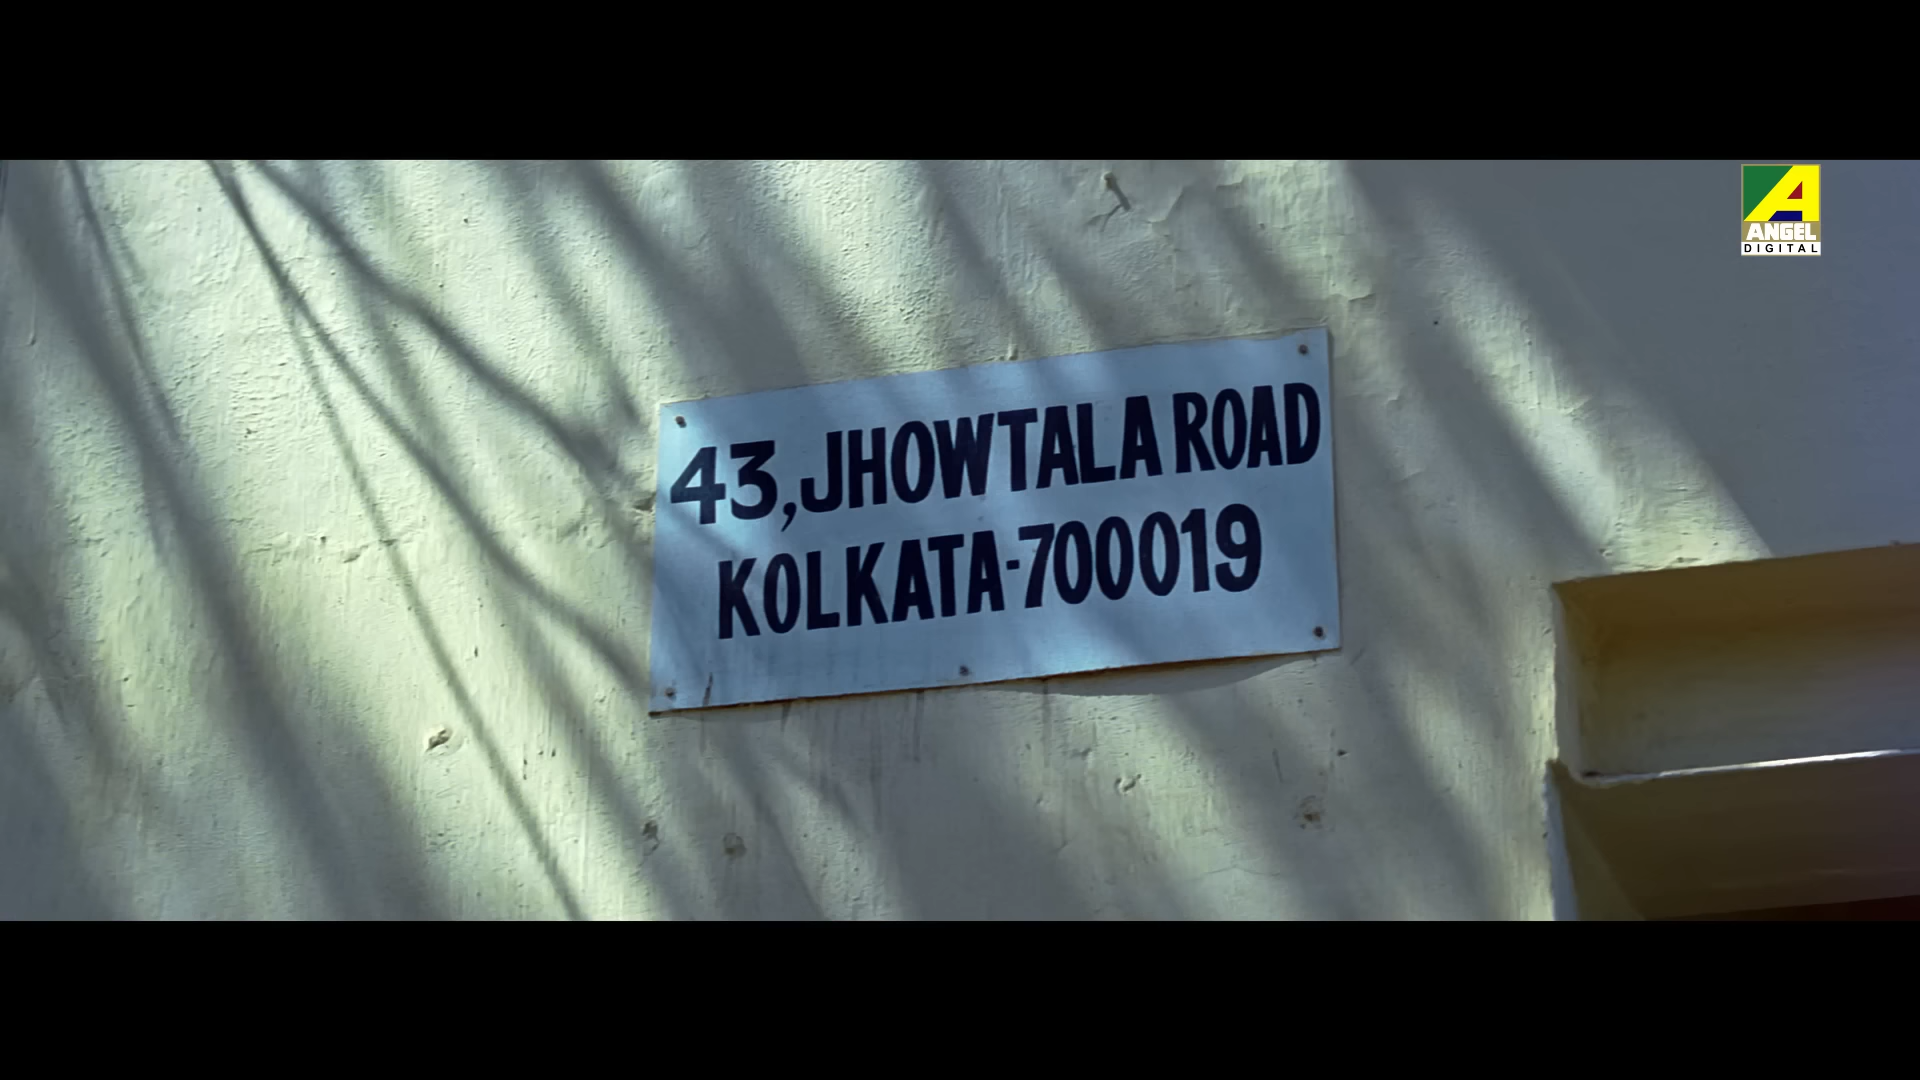 43, JHOWTALA ROAD
KOLKATA-700019
A
ANGEL
DIGITAL